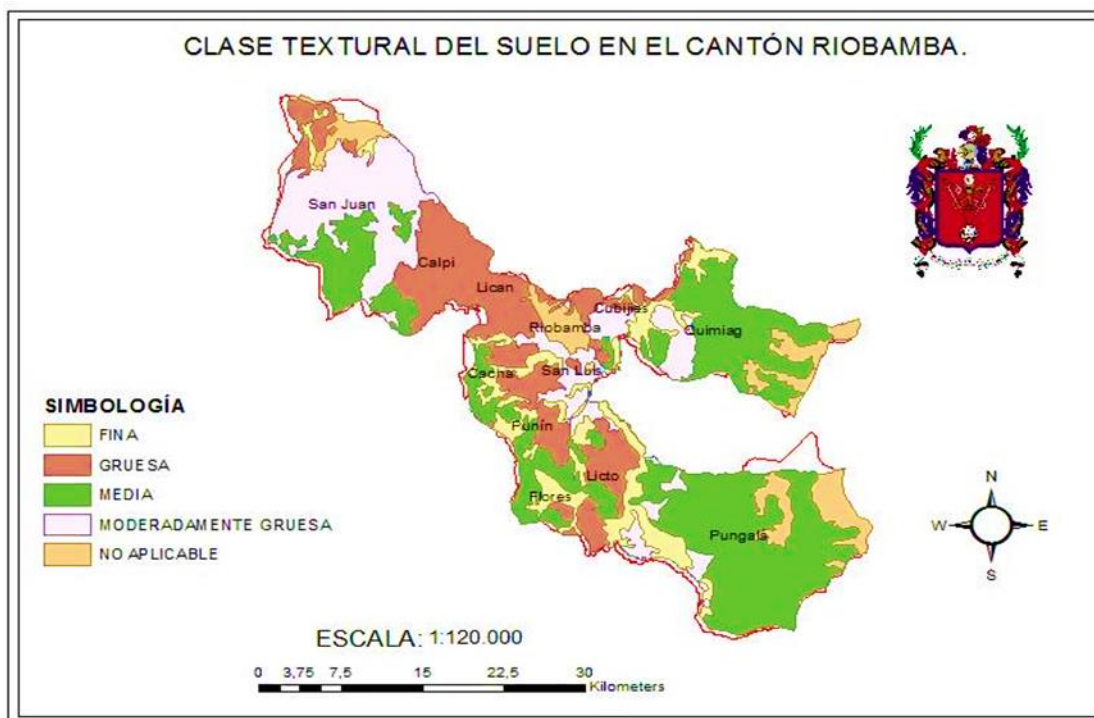 CLASE TEXTURAL DEL SUELO EN EL CANTÓN RIOBAMBA.
San Juan
Calpi
Lican
Cubijies
Riobamba
Quimiag
Cacha
San Luis
Punín
Licto
Flores
Pungalá
SIMBOLOGÍA
FINA
GRUESA
MEDIA
MODERADAMENTE GRUESA
NO APLICABLE
N
W E
S
ESCALA: 1:120.000
0 3,75 7,5 15 22,5 30
Kilometers